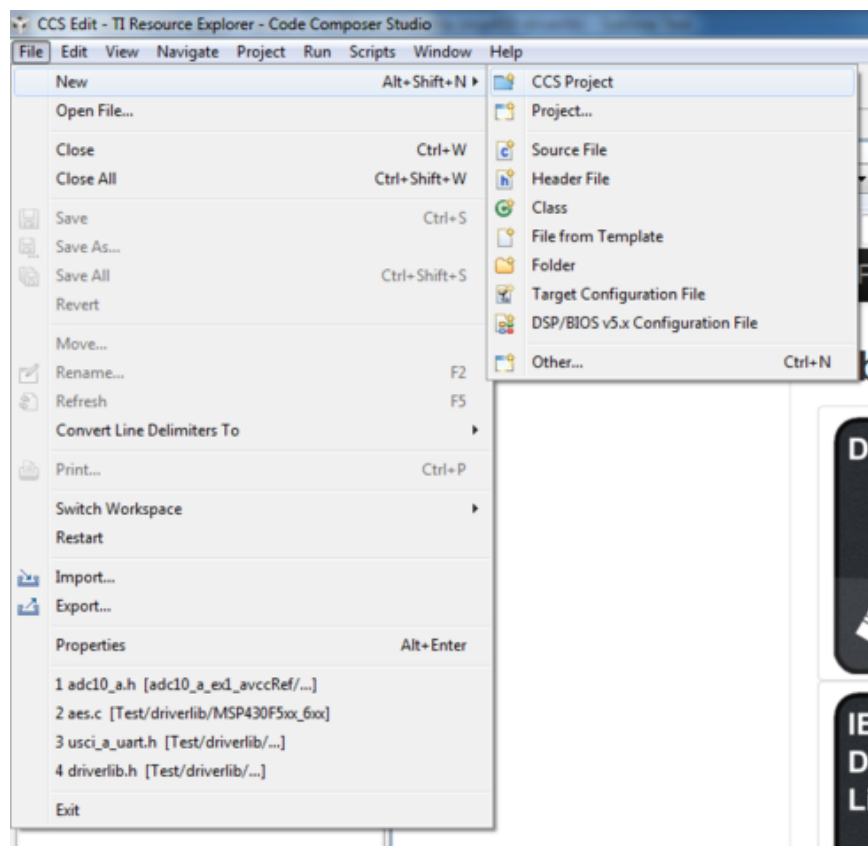 CCS Edit - TI Resource Explorer - Code Composer Studio
File Edit View Navigate Project Run Scripts Window Help
New Alt+Shift+N
Open File...
Close Ctrl+W
Close All Ctrl+Shift+W
Save Ctrl+S
Save As...
Save All Ctrl+Shift+S
Revert
Move...
Rename... F2
Refresh F5
Convert Line Delimiters To
Print... Ctrl+P
Switch Workspace
Restart
Import...
Export...
Properties Alt+Enter
1 adc10_a.h [adc10_a_ex1_avccRef/...]
2 aes.c [Test/driverlib/MSP430F5xx_6xx]
3 usci_a_uart.h [Test/driverlib/...]
4 driverlib.h [Test/driverlib/...]
Exit
CCS Project
Project...
Source File
Header File
Class
File from Template
Folder
Target Configuration File
DSP/BIOS v5.x Configuration File
Other... Ctrl+N